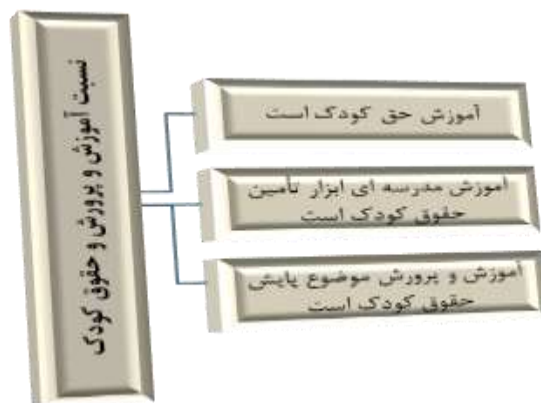 نسبت آموزش و پرورش و حقوق کودک
آموزش حق کودک است
آموزش مدرسه ای ابزار تأمین
حقوق کودک است
آموزش و پرورش موضوع پایش
حقوق کودک است